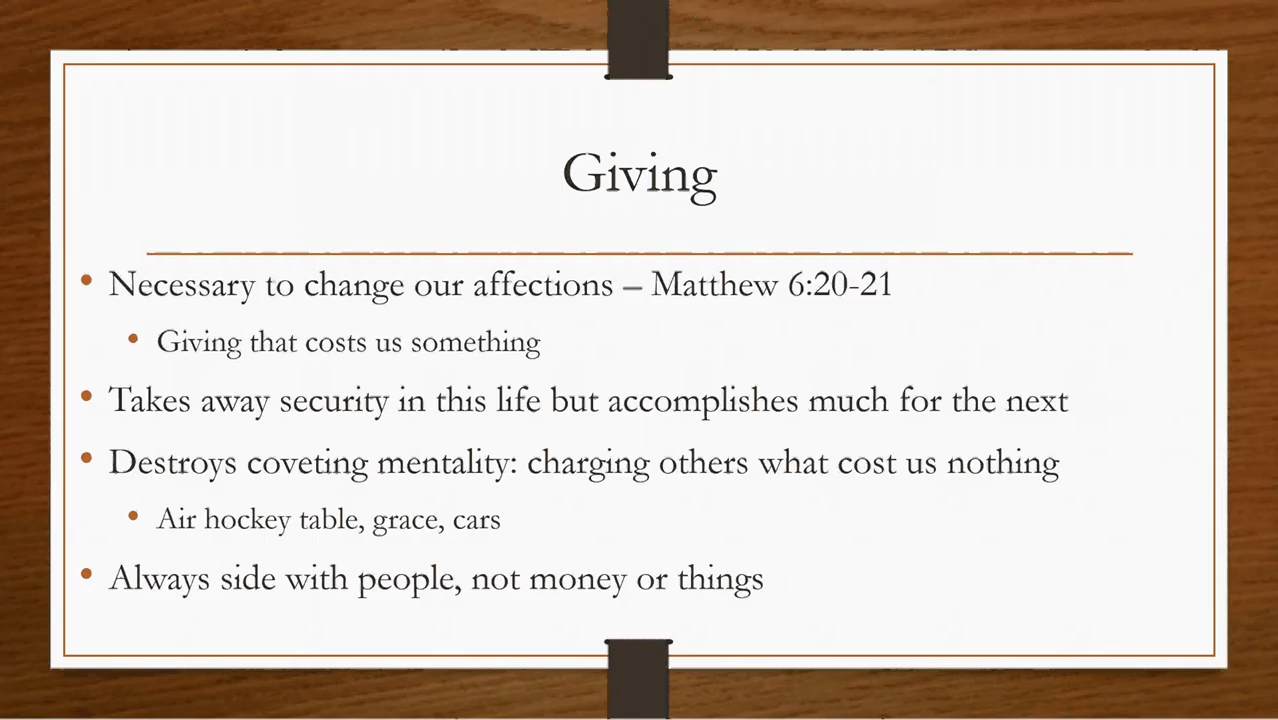 Giving
• Necessary to change our affections – Matthew 6:20-21
• Giving that costs us something
• Takes away security in this life but accomplishes much for the next
• Destroys coveting mentality: charging others what cost us nothing
• Air hockey table, grace, cars
• Always side with people, not money or things